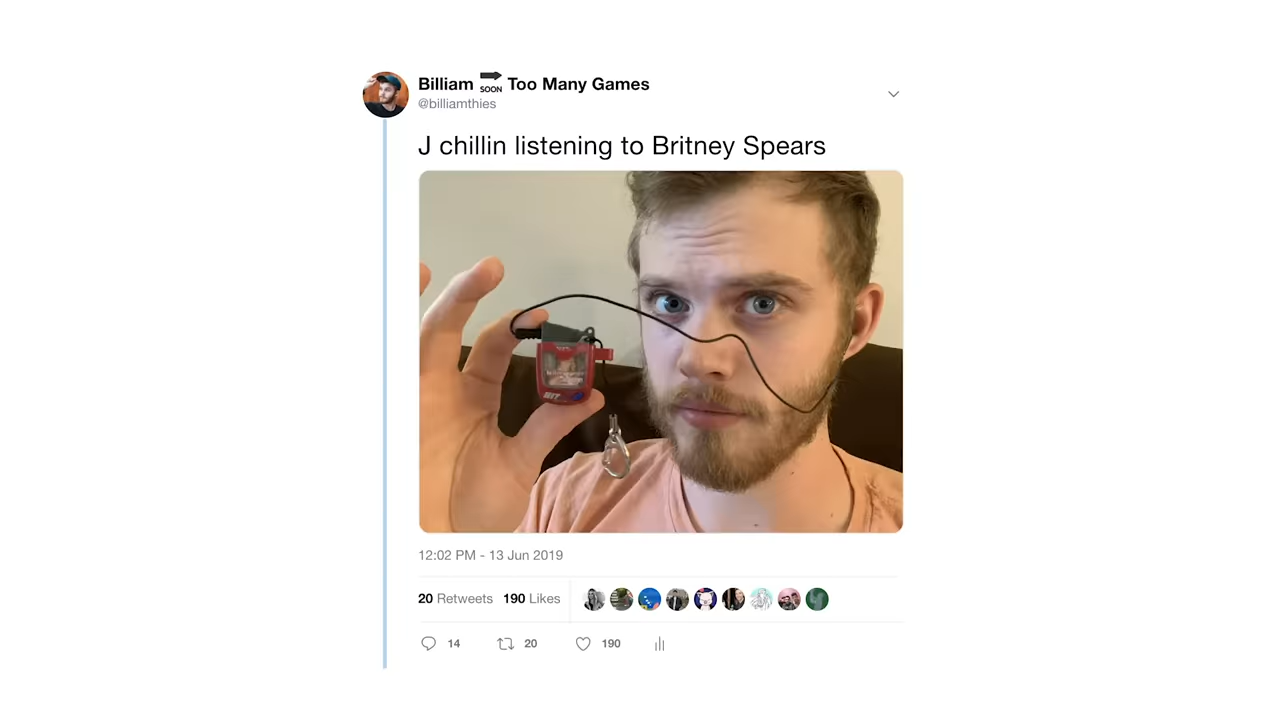 Billiam SOON Too Many Games
@billiamthies
J chillin listening to Britney Spears
12:02 PM - 13 Jun 2019
20 Retweets 190 Likes
14 20 190